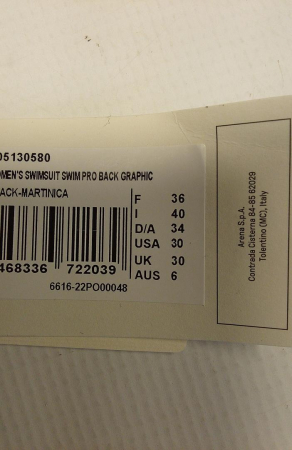 05130580
OMEN'S SWIMSUIT SWIM PRO BACK GRAPHIC
ACK-MARTINICA
F 36
I 40
D/A 34
USA 30
UK 30
AUS 6
468336 722039
6616-22PO00048
Arena S.p.A.
Contrada Cisterna 84-85 62029
Tolentino (MC), Italy